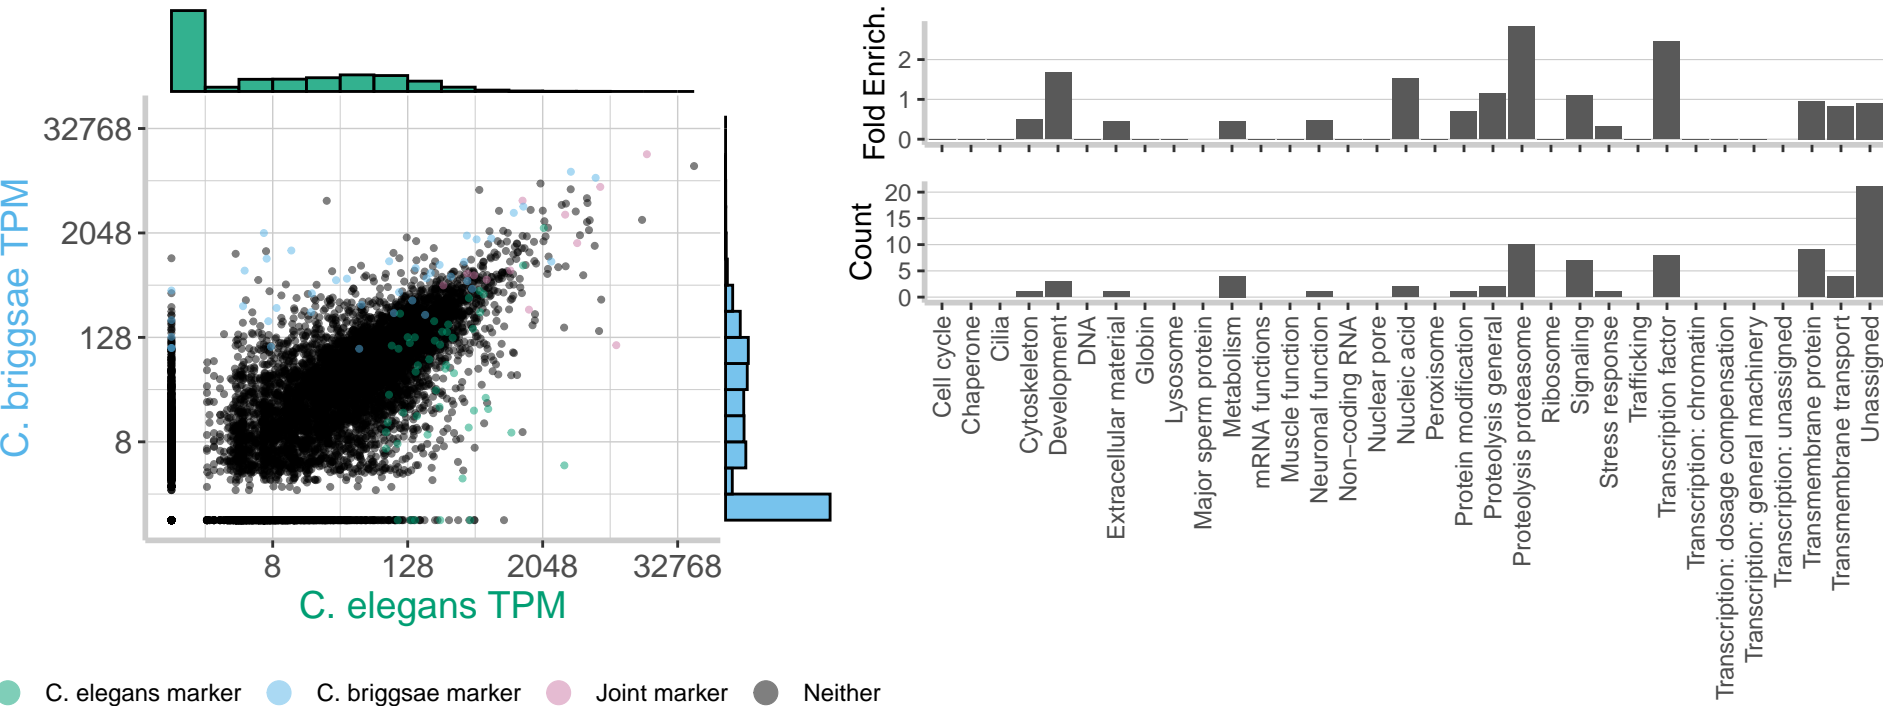 32768
2048
128
8
C. briggsae TPM
8
128
2048
32768
C. elegans TPM
C. elegans marker
C. briggsae marker
Joint marker
Neither
Fold Enrich.
2
1
0
Count
20
15
10
5
0
Cell cycle
Chaperone
Cilia
Cytoskeleton
Development
DNA
Extracellular material
Globin
Lysosome
Major sperm protein
Metabolism
mRNA functions
Muscle function
Neuronal function
Non−coding RNA
Nuclear pore
Nucleic acid
Peroxisome
Protein modification
Proteolysis general
Proteolysis proteasome
Ribosome
Signaling
Stress response
Trafficking
Transcription factor
Transcription: chromatin
Transcription: dosage compensation
Transcription: general machinery
Transcription: unassigned
Transmembrane protein
Transmembrane transport
Unassigned